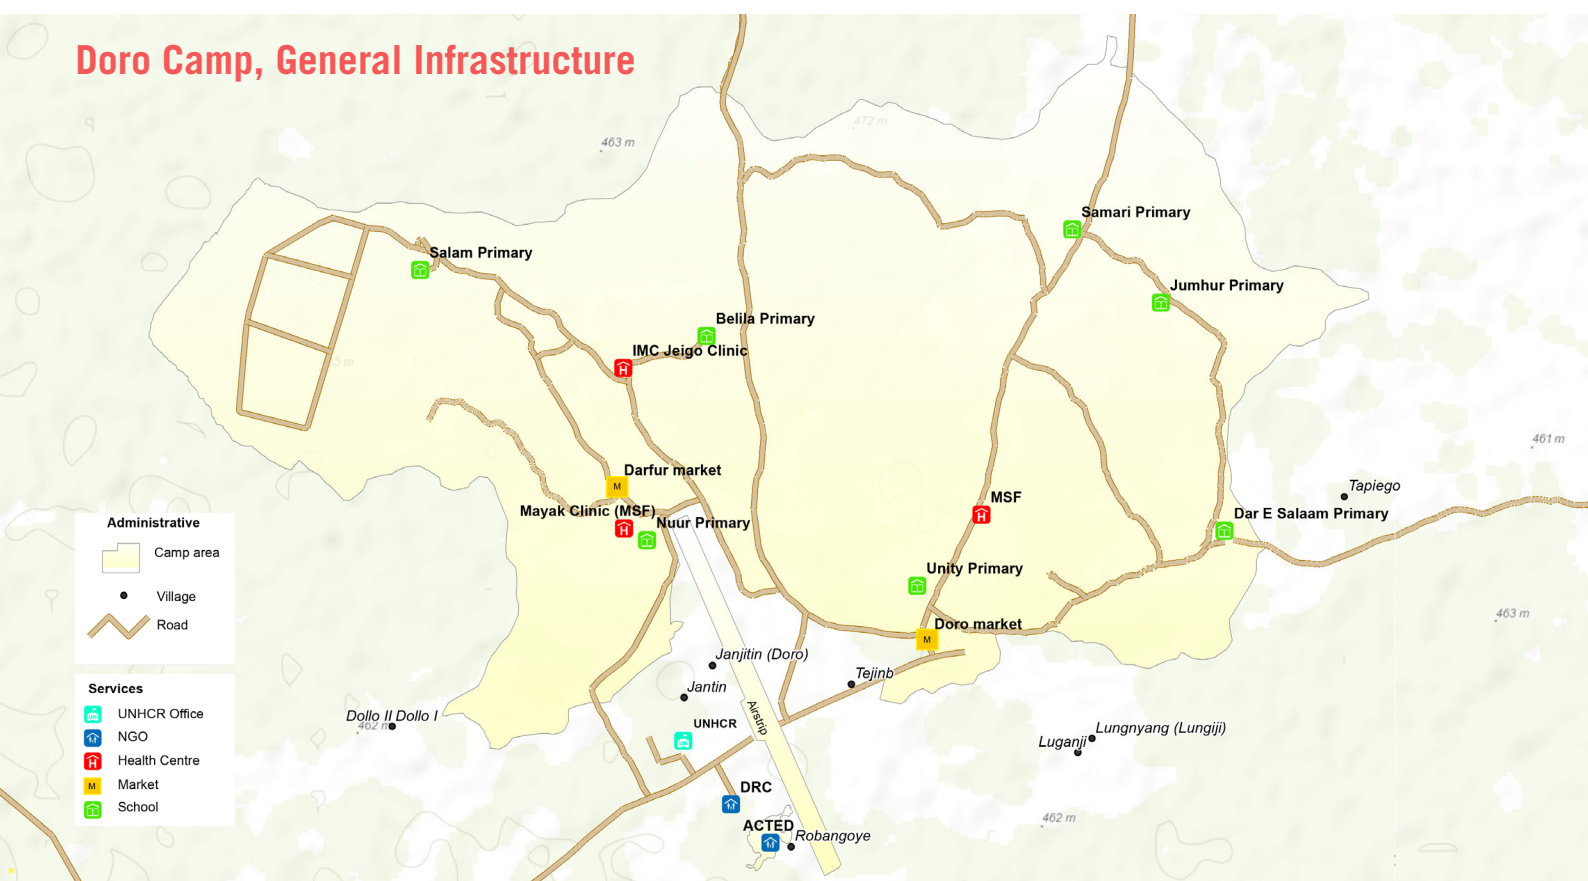 Doro Camp, General Infrastructure
472 m
463 m
Samari Primary
Salam Primary
Jumhur Primary
Belila Primary
IMC Jeigo Clinic
461 m
Darfur market
Tapiego
MSF
Mayak Clinic (MSF)
Nuur Primary
Dar E Salaam Primary
Administrative
Camp area
Village
Road
Unity Primary
463 m
Doro market
M
M
Janjitin (Doro)
Tejinb
Jantin
Services
UNHCR Office
NGO
Health Centre
M
Market
School
Dollo II Dollo I
462 m
Airstrip
UNHCR
Lungnyang (Lungiji)
Luganji
DRC
462 m
ACTED
Robangoye